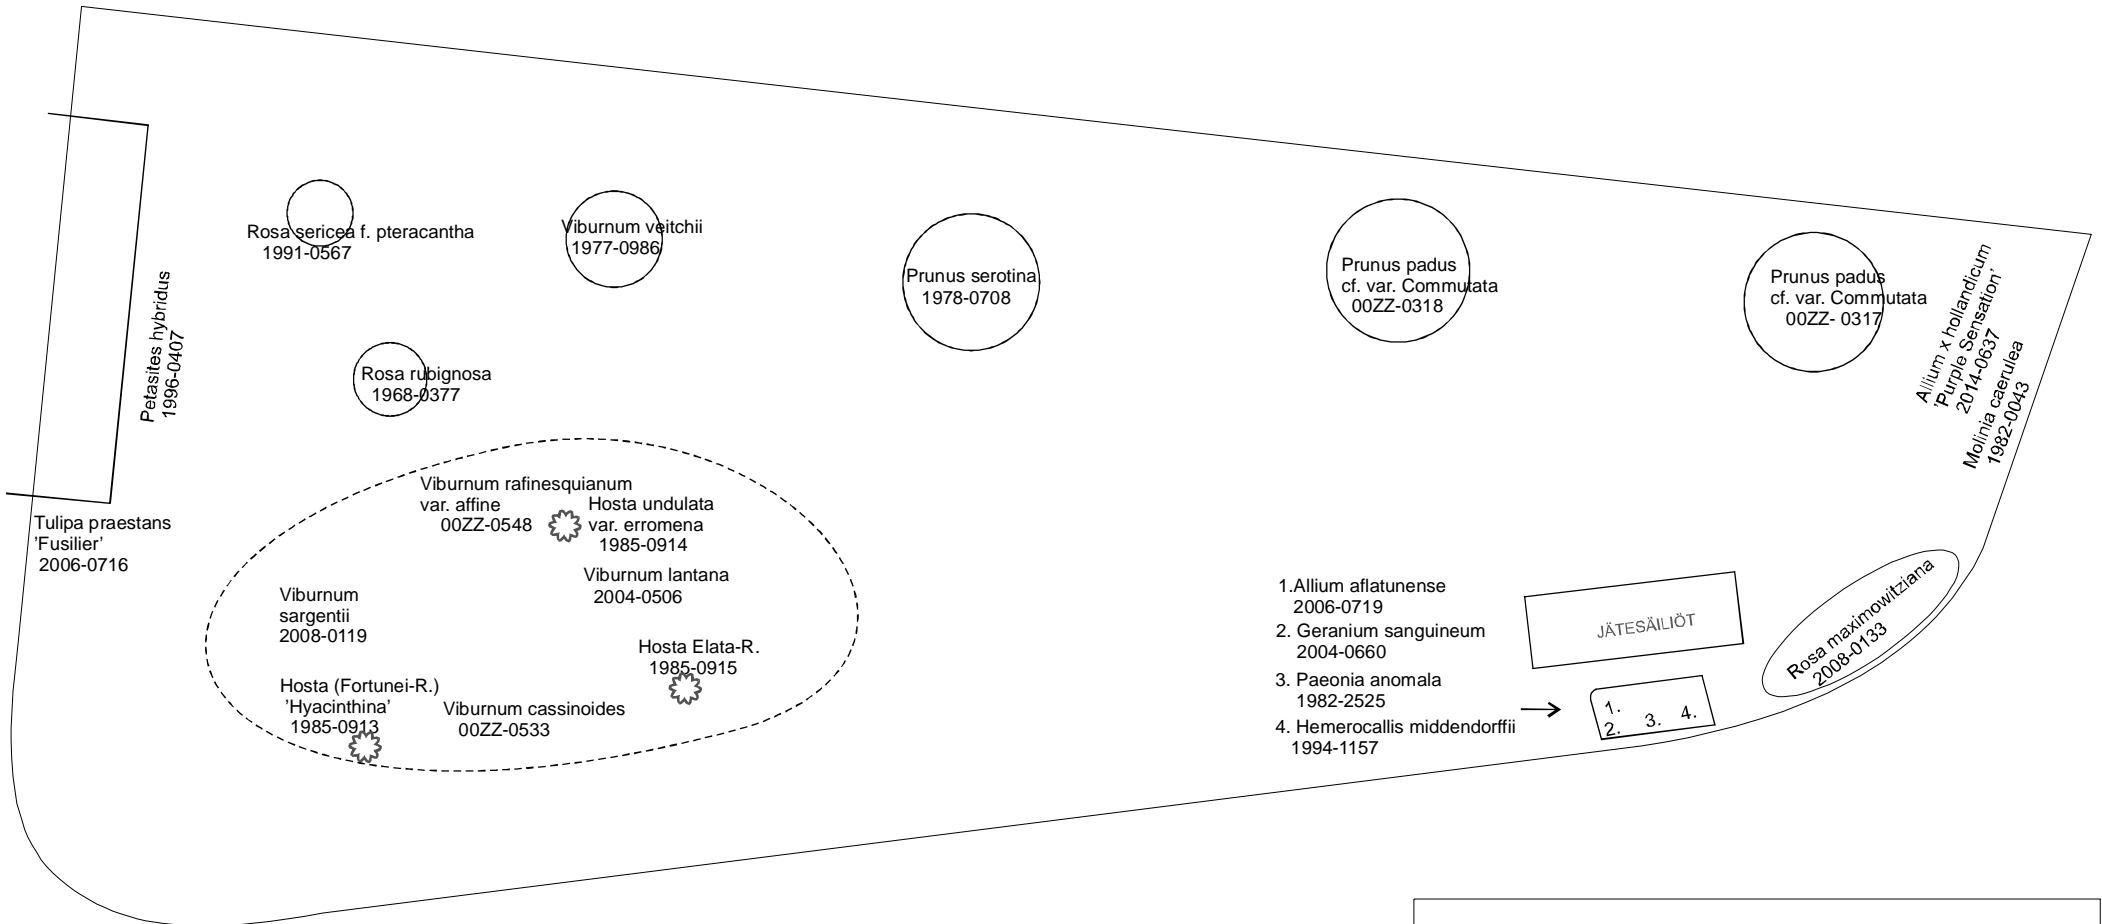 Rosa sericea f. pteracantha
1991-0567
Viburnum veitchii
1977-0986
Prunus serotina
1978-0708
Prunus padus
cf. var. Commutata
00ZZ-0318
Prunus padus
cf. var. Commutata
00ZZ- 0317
Allium x hollandicum
'Purple Sensation'
2014-0637
Molinia caerulea
1982-0043
Petasites hybridus
1996-0407
Rosa rubignosa
1968-0377
Tulipa praestans
'Fusilier'
2006-0716
Viburnum rafinesquianum
var. affine
00ZZ-0548
Hosta undulata
var. erromena
1985-0914
Viburnum lantana
2004-0506
Viburnum
sargentii
2008-0119
Hosta Elata-R.
1985-0915
Hosta (Fortunei-R.)
'Hyacinthina'
1985-0913
Viburnum cassinoides
00ZZ-0533
1.Allium aflatunense
2006-0719
2. Geranium sanguineum
2004-0660
3. Paeonia anomala
1982-2525
4. Hemerocallis middendorffii
1994-1157
JÄTESÄILIÖT
1.
2. 3. 4.
Rosa maximowitziana
2008-0133